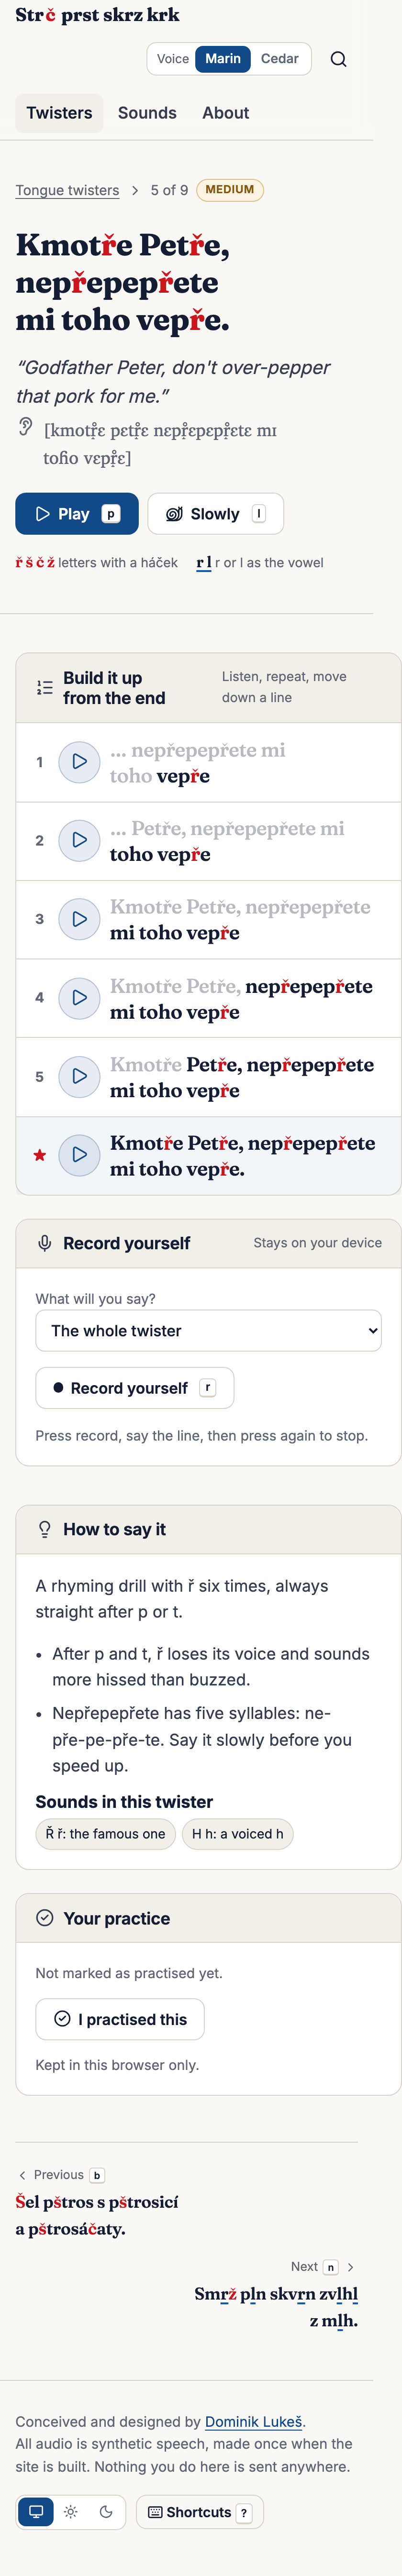 Strč prst skrz krk
Voice Marin Cedar
Twisters Sounds About
Tongue twisters > 5 of 9 MEDIUM
Kmotře Petře,
nepřepepřete
mi toho vepře.
“Godfather Peter, don't over-pepper
that pork for me.”
[kmotr̝̊ɛ pɛtr̝̊ɛ nɛpr̝̊ɛpɛpr̝̊ɛtɛ mɪ
toɦo vɛpr̝̊ɛ]
Play p Slowly l
ř š č ž letters with a háček r l r or l as the vowel
Build it up
from the end
Listen, repeat, move
down a line
1 … nepřepepřete mi
toho vepře
2 … Petře, nepřepepřete mi
toho vepře
3 Kmotře Petře, nepřepepřete
mi toho vepře
4 Kmotře Petře, nepřepepřete
mi toho vepře
5 Kmotře Petře, nepřepepřete
mi toho vepře
Kmotře Petře, nepřepepřete
mi toho vepře.
Record yourself Stays on your device
What will you say?
The whole twister
Record yourself r
Press record, say the line, then press again to stop.
How to say it
A rhyming drill with ř six times, always
straight after p or t.
• After p and t, ř loses its voice and sounds
more hissed than buzzed.
• Nepřepepřete has five syllables: ne-
pře-pe-pře-te. Say it slowly before you
speed up.
Sounds in this twister
Ř ř: the famous one H h: a voiced h
Your practice
Not marked as practised yet.
I practised this
Kept in this browser only.
Previous b
Šel pštros s pštrosicí
a pštrosáčaty.
Next n
Smrž pln skvrn zvlhl
z mlh.
Conceived and designed by Dominik Lukeš.
All audio is synthetic speech, made once when the
site is built. Nothing you do here is sent anywhere.
Shortcuts ?